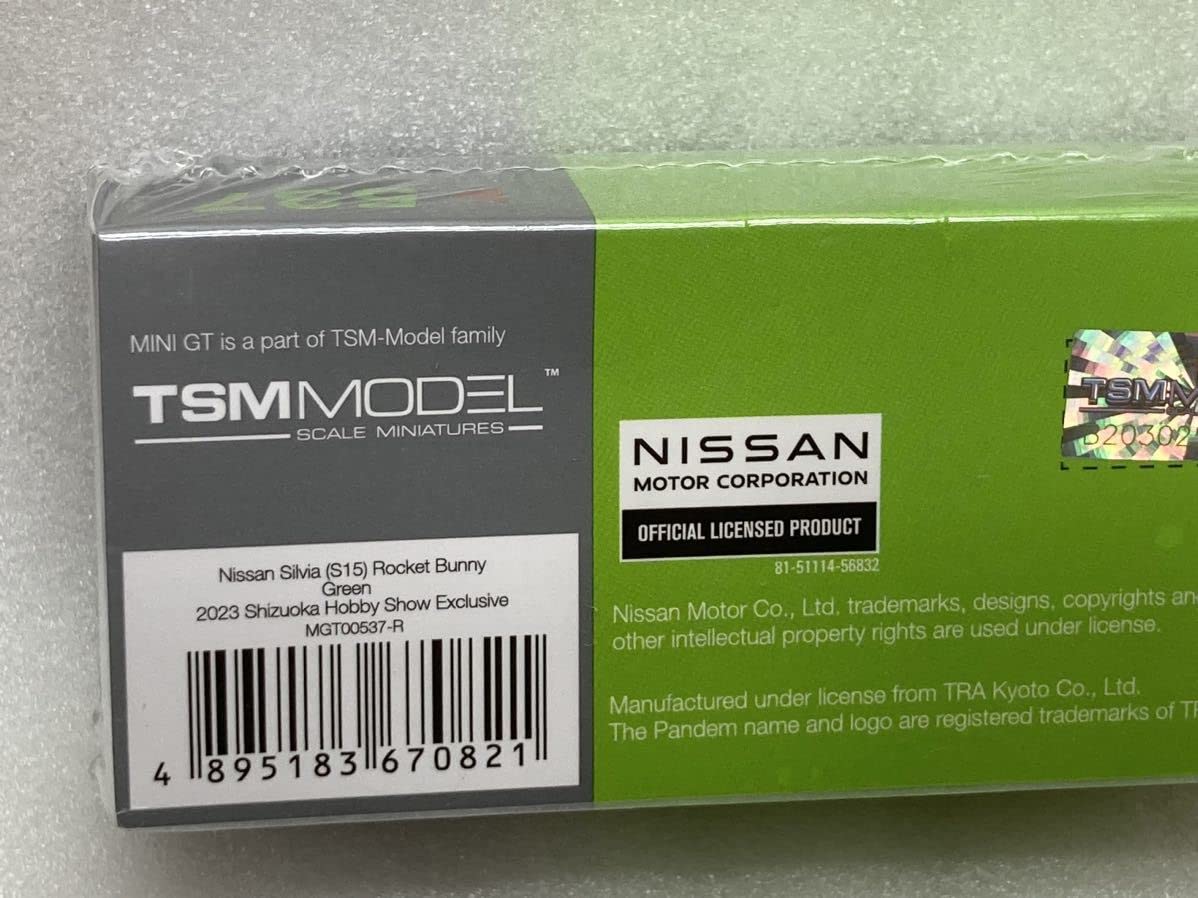 537
MINI GT is a part of TSM-Model family
TSMMODEL™
SCALE MINIATURES
Nissan Silvia (S15) Rocket Bunny
Green
2023 Shizuoka Hobby Show Exclusive
MGT00537-R
4 895183 670821
NISSAN
MOTOR CORPORATION
OFFICIAL LICENSED PRODUCT
81-51114-56832
Nissan Motor Co., Ltd. trademarks, designs, copyrights
other intellectual property rights are used under license.
Manufactured under license from TRA Kyoto Co., Ltd.
The Pandem name and logo are registered trademarks of
TSMM
B20302